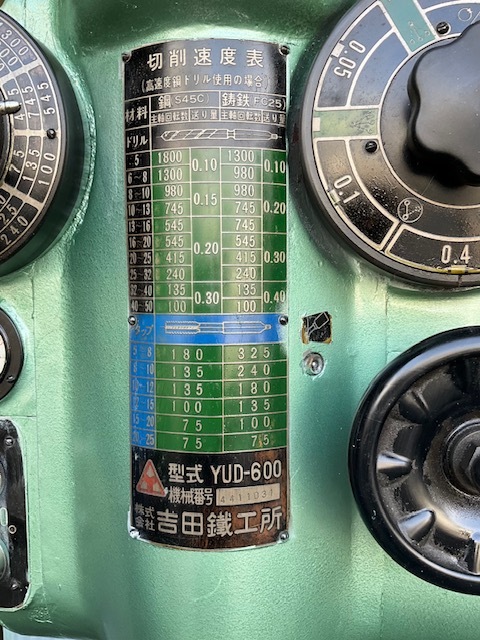 切削速度表
(高速度鋼ドリル使用の場合)
材料 鋼(S45C) 鋳鉄(FC25)
ドリル 主軸回転数 送り量 主軸回転数 送り量
5 1800 0.10 1300 0.10
6~8 1300 980
8~10 980 0.15 980 0.20
10~13 745 745
13~16 545 0.20 545 0.30
16~20 545 545
20~25 415 415
25~32 240 240
32~40 135 0.30 135 0.40
40~50 100 100
タップ
5~8 180 325
8~10 135 240
10~12 135 180
12~15 100 135
15~20 75 100
20~25 75 75
型式 YUD-600
機械番号
株式会社 吉田鐵工所
0.05
0.1
0.4
1300
545
345
100
240